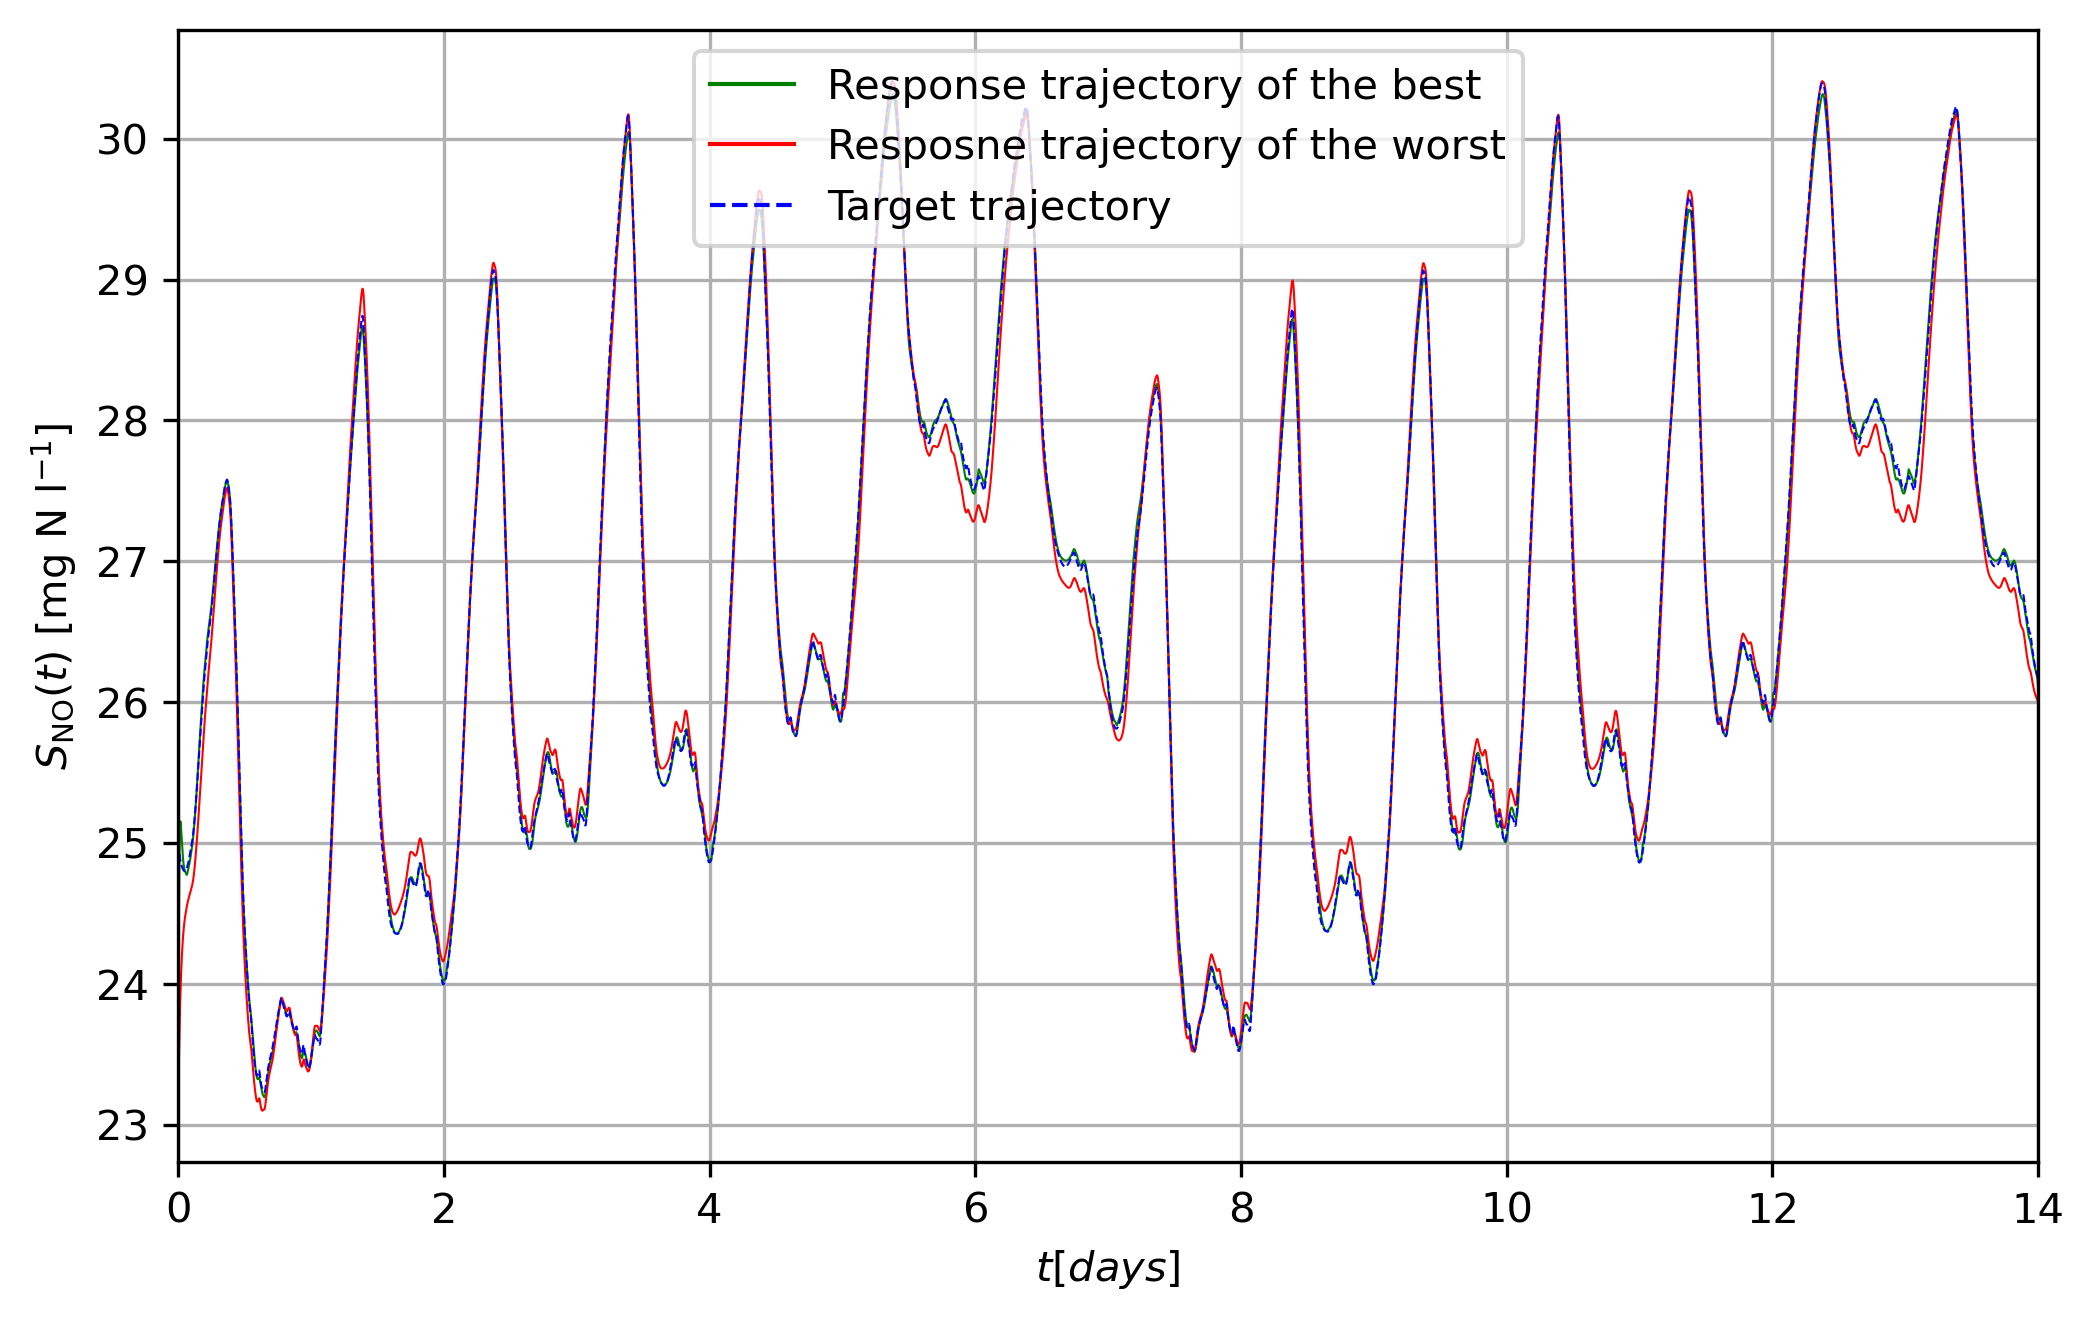 Response trajectory of the best
Resposne trajectory of the worst
Target trajectory
30
29
28
27
26
25
24
23
S_NO(t) [mg N l⁻¹]
0 2 4 6 8 10 12 14
t[days]